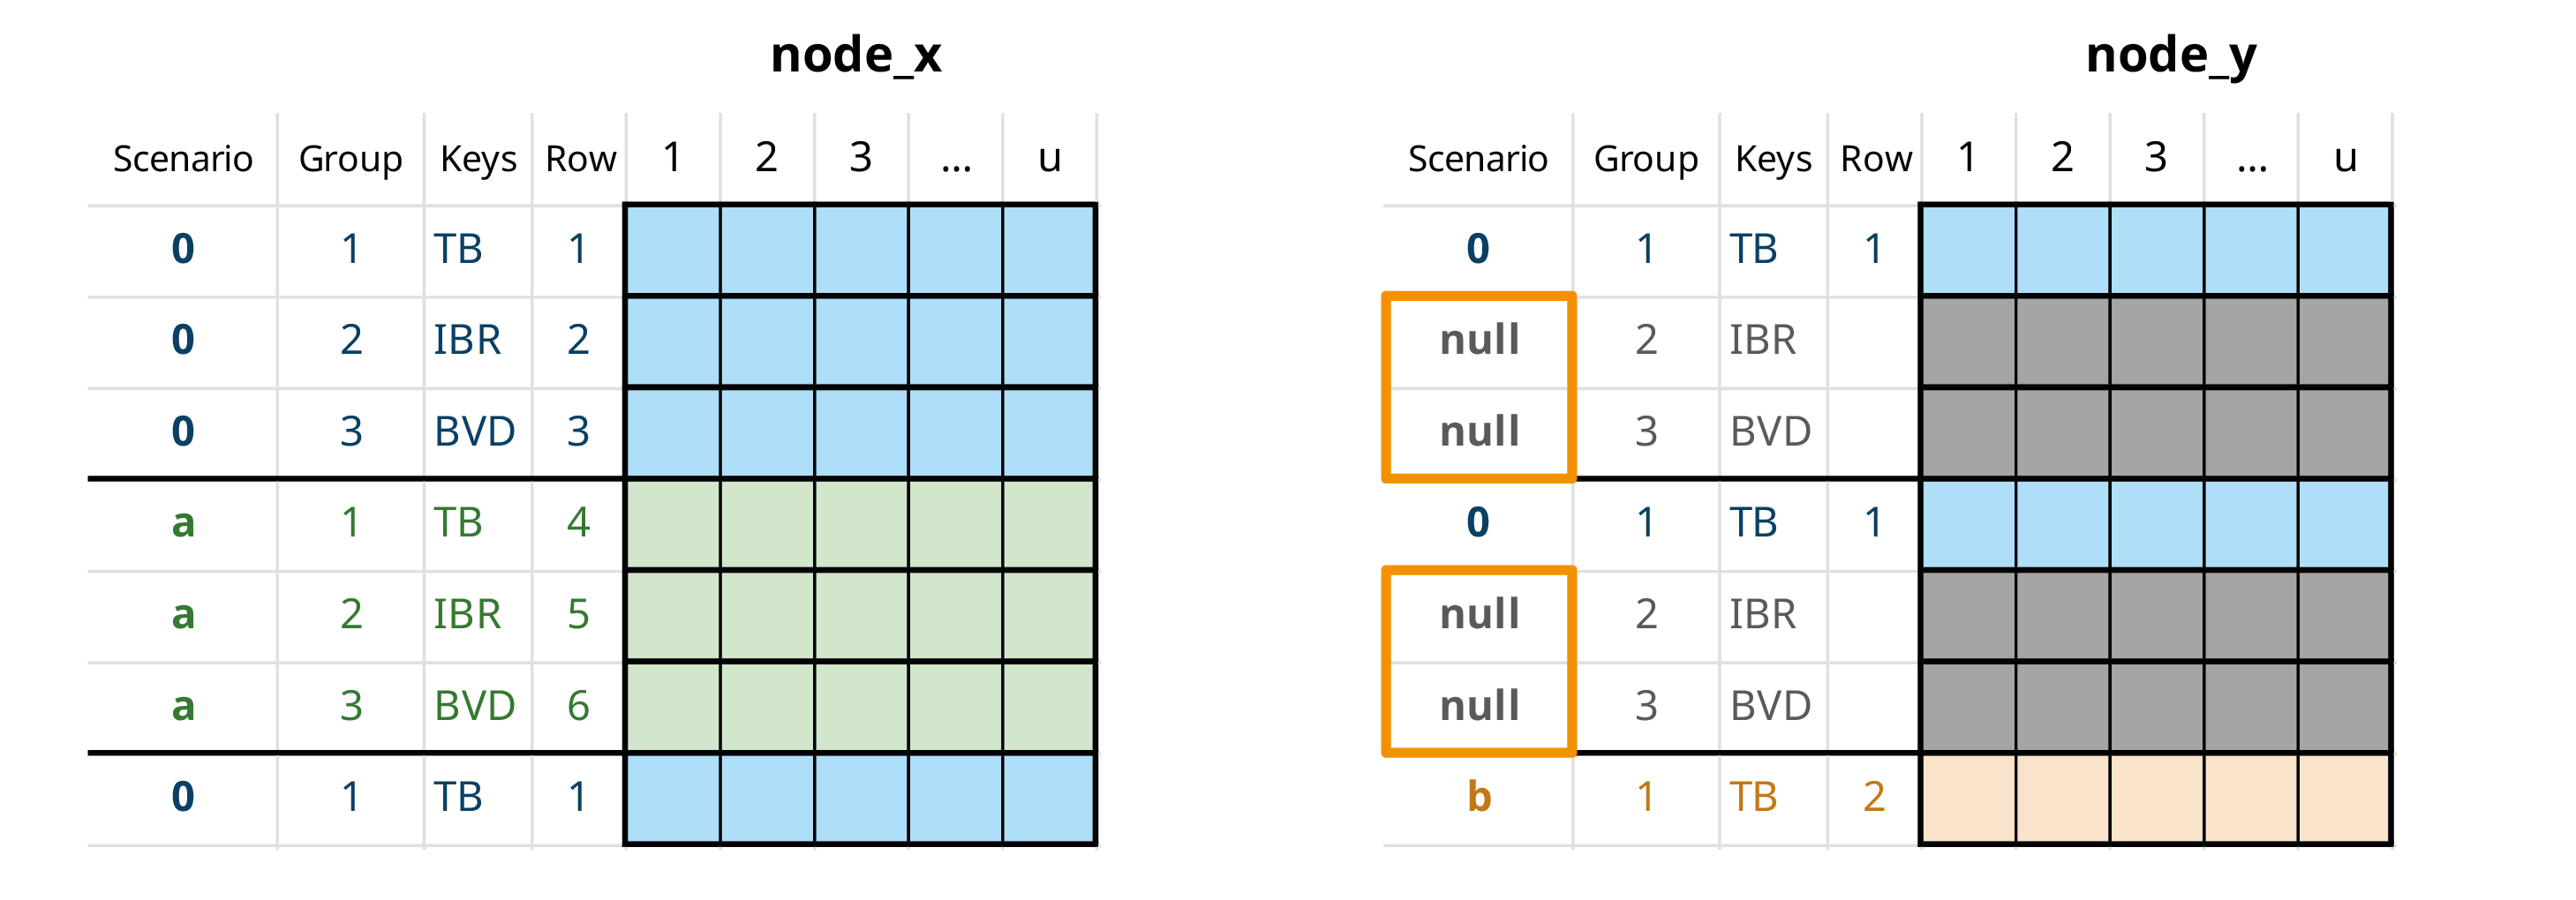 node_x
Scenario Group Keys Row 1 2 3 ... u
0 1 TB 1
0 2 IBR 2
0 3 BVD 3
a 1 TB 4
a 2 IBR 5
a 3 BVD 6
0 1 TB 1
node_y
Scenario Group Keys Row 1 2 3 ... u
0 1 TB 1
null 2 IBR
null 3 BVD
0 1 TB 1
null 2 IBR
null 3 BVD
b 1 TB 2